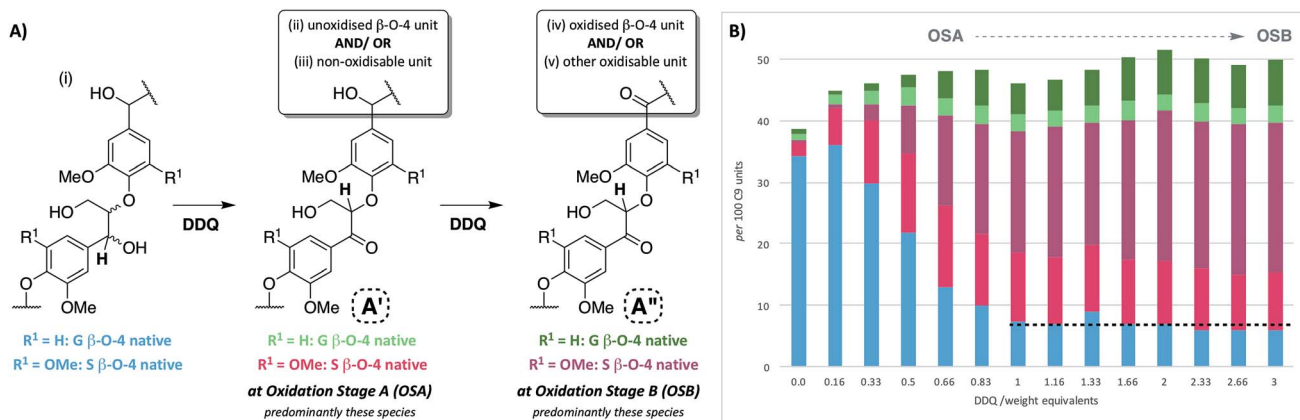 A)
(i)
HO
MeO
R1
O
HO
OH
H
R1
O
OMe
DDQ
(ii) unoxidised β-O-4 unit
AND/ OR
(iii) non-oxidisable unit
HO
MeO
R1
H
O
HO
O
R1
O
OMe
A'
DDQ
(iv) oxidised β-O-4 unit
AND/ OR
(v) other oxidisable unit
O
MeO
R1
H
O
HO
O
R1
O
OMe
A"
R1 = H: G β-O-4 native
R1 = OMe: S β-O-4 native
R1 = H: G β-O-4 native
R1 = OMe: S β-O-4 native
at Oxidation Stage A (OSA)
predominantly these species
R1 = H: G β-O-4 native
R1 = OMe: S β-O-4 native
at Oxidation Stage B (OSB)
predominantly these species
B)
OSA OSB
per 100 C9 units
50
40
30
20
10
0
0.0 0.16 0.33 0.5 0.66 0.83 1 1.16 1.33 1.66 2 2.33 2.66 3
DDQ /weight equivalents